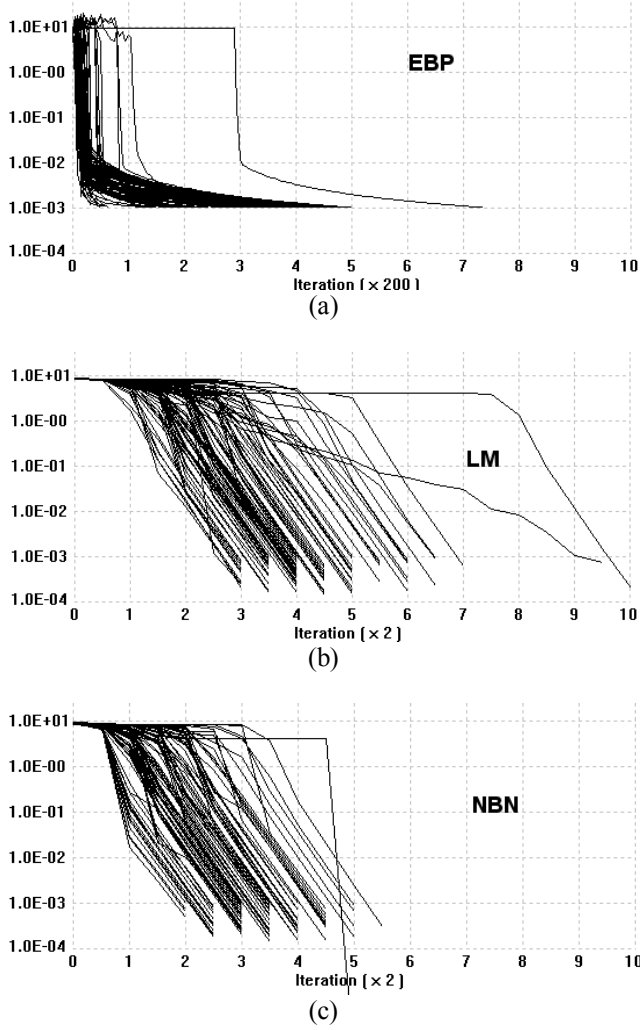 1.0E+01
EBP
1.0E-00
1.0E-01
1.0E-02
1.0E-03
1.0E-04
0 1 2 3 4 5 6 7 8 9 10
Iteration [ × 200 ]
(a)
1.0E+01
1.0E-00
LM
1.0E-01
1.0E-02
1.0E-03
1.0E-04
0 1 2 3 4 5 6 7 8 9 10
Iteration [ × 2 ]
(b)
1.0E+01
1.0E-00
NBN
1.0E-01
1.0E-02
1.0E-03
1.0E-04
0 1 2 3 4 5 6 7 8 9 10
Iteration [ × 2 ]
(c)